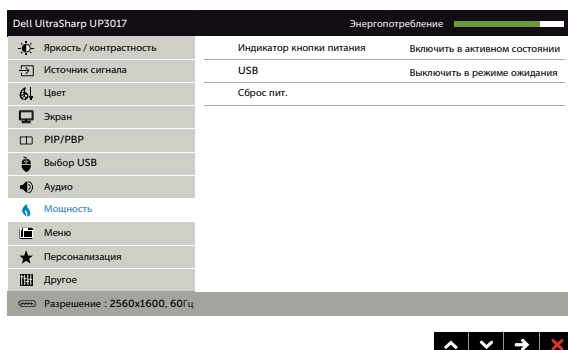 Dell UltraSharp UP3017 Энергопотребление
Яркость / контрастность Индикатор кнопки питания Включить в активном состоянии
Источник сигнала USB Выключить в режиме ожидания
Цвет Сброс пит.
Экран
PIP/PBP
Выбор USB
Аудио
Мощность
Меню
Персонализация
Другое
Разрешение : 2560x1600, 60Гц